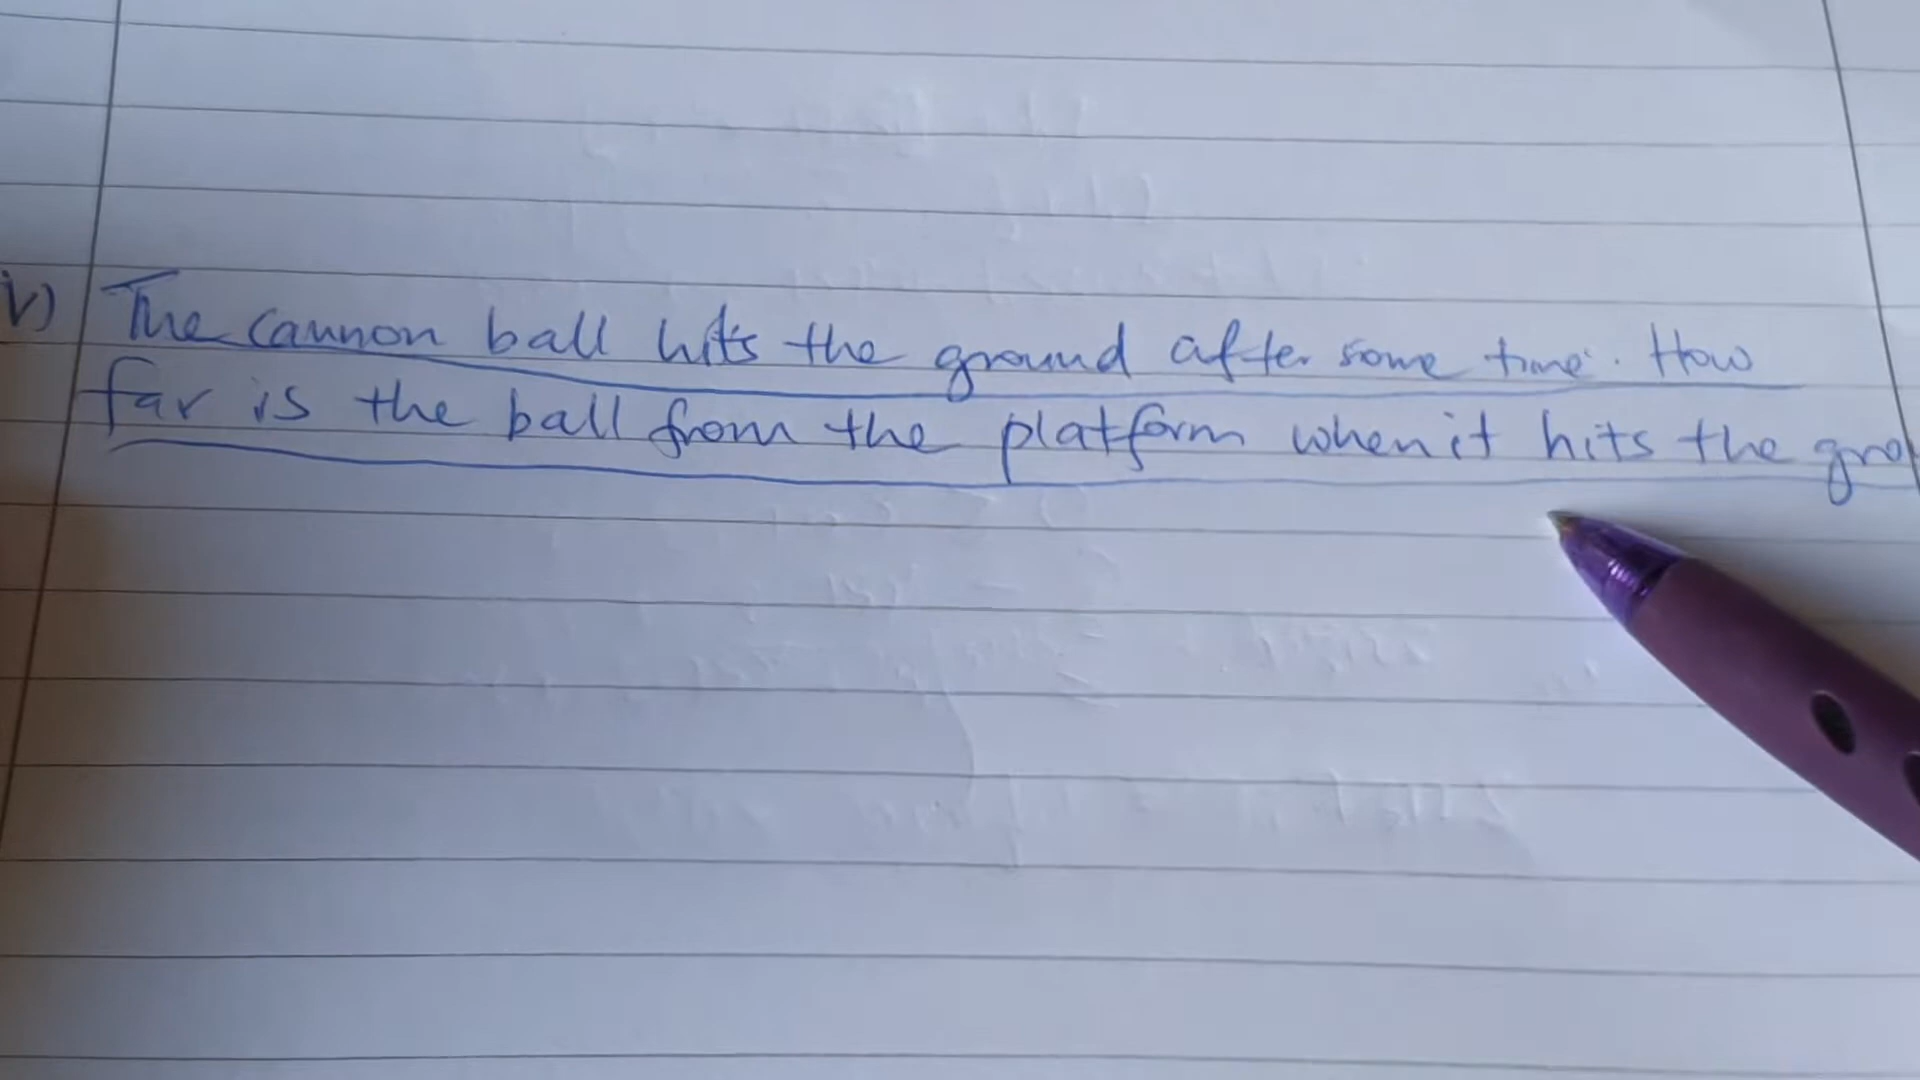 v) The cannon ball hits the ground after some time. How
far is the ball from the platform when it hits the gro